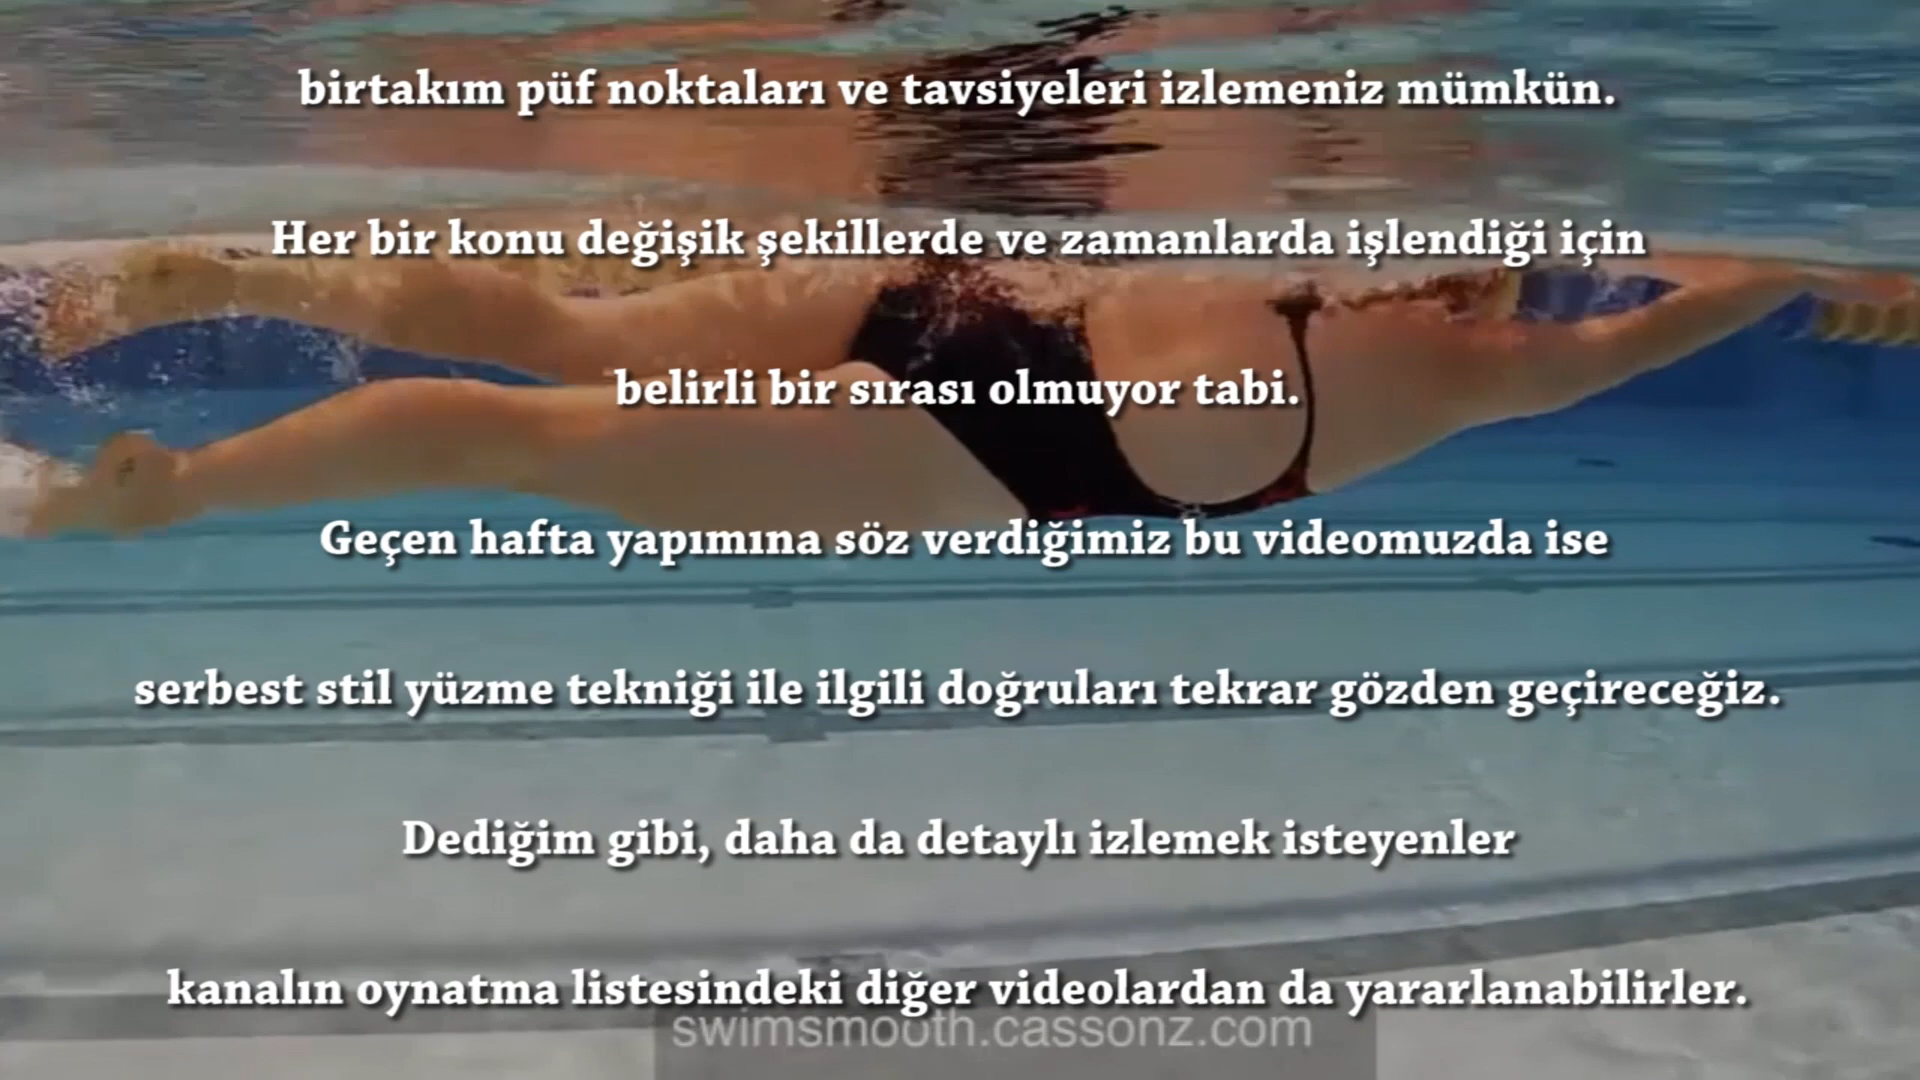 birtakım püf noktaları ve tavsiyeleri izlemeniz mümkün.
Her bir konu değişik şekillerde ve zamanlarda işlendiği için
belirli bir sırası olmuyor tabi.
Geçen hafta yapımına söz verdiğimiz bu videomuzda ise
serbest stil yüzme tekniği ile ilgili doğruları tekrar gözden geçireceğiz.
Dediğim gibi, daha da detaylı izlemek isteyenler
kanalın oynatma listesindeki diğer videolardan da yararlanabilirler.
swimsmooth.cassonz.com